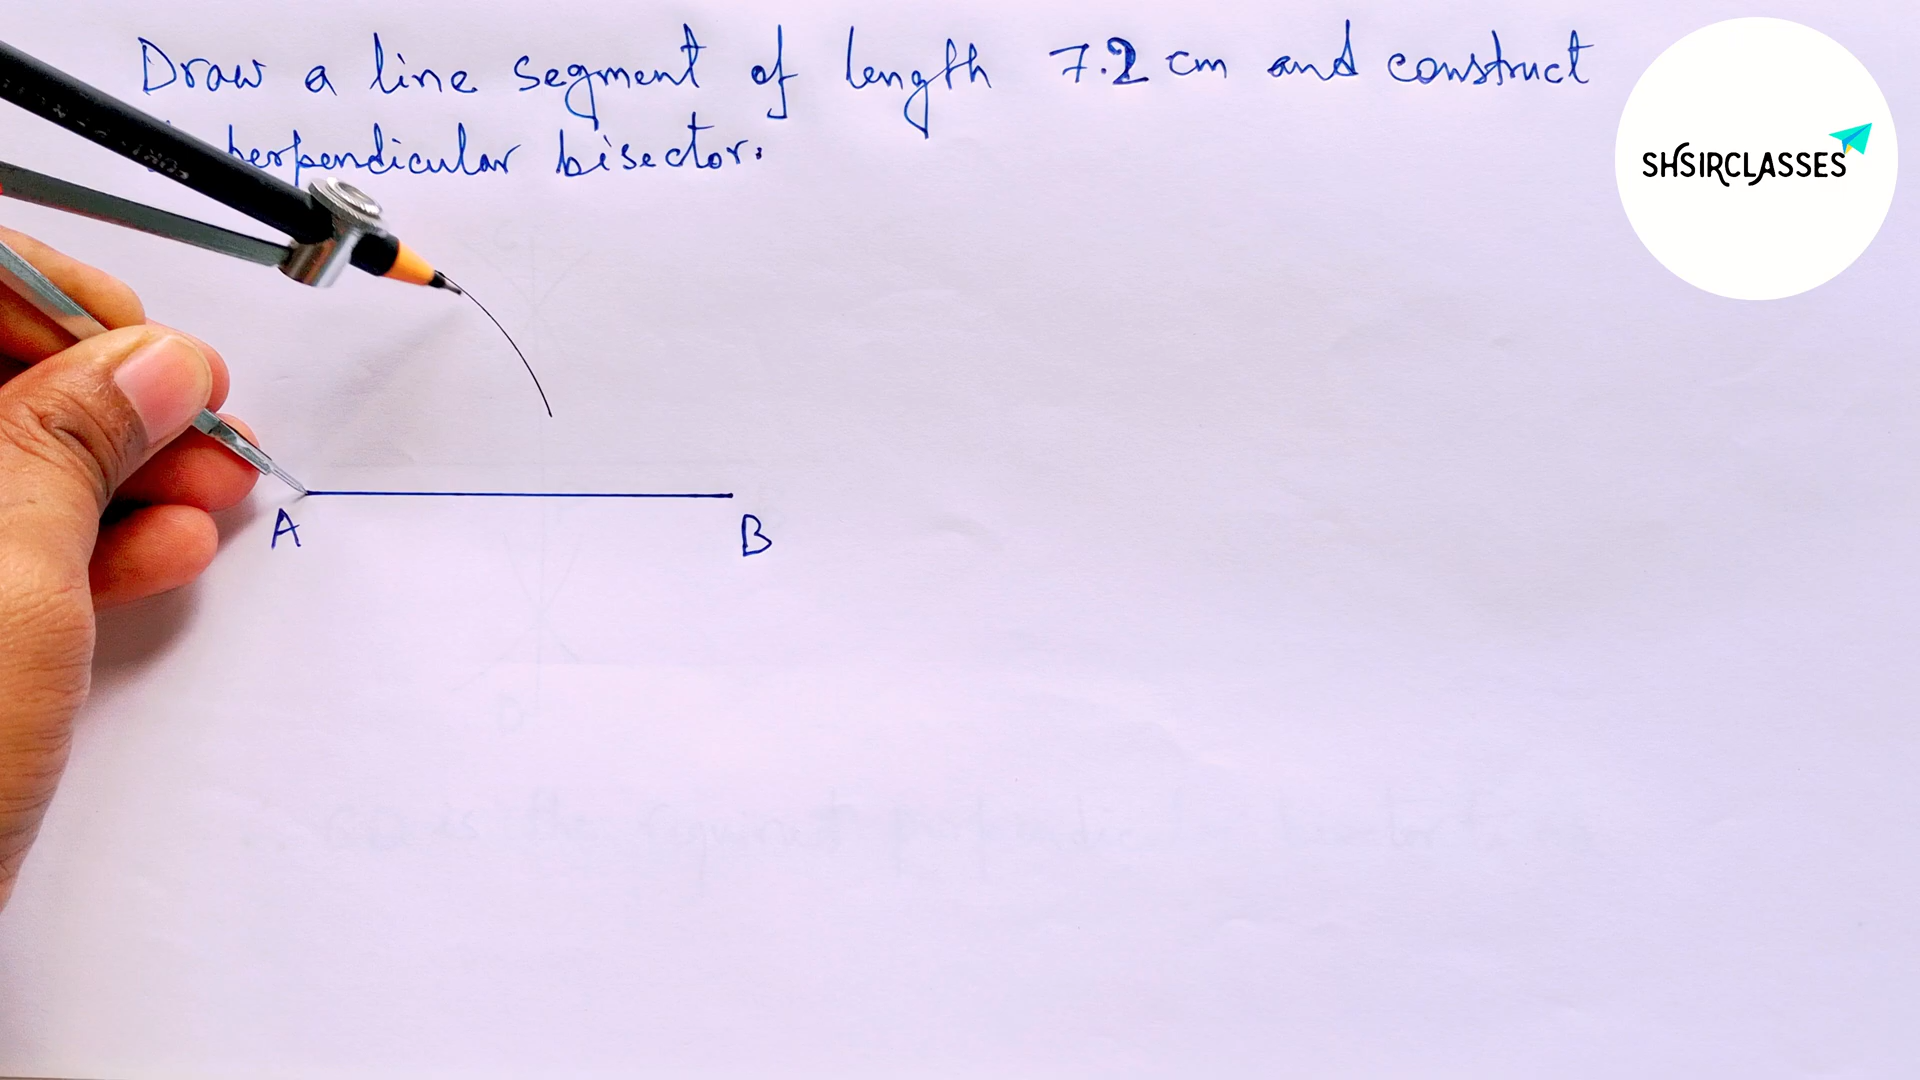 Draw a line segment of length 7.2 cm and construct
perpendicular bisector.
SHSIRCLASSES
A
B